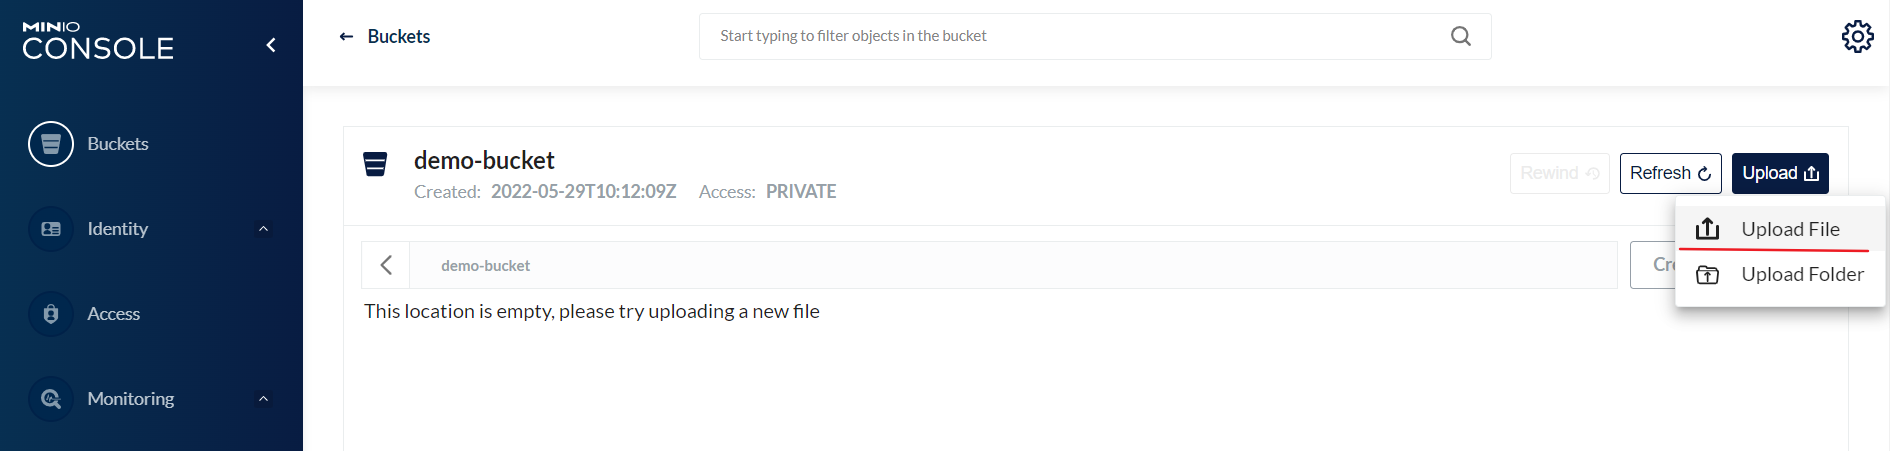 MINIO
CONSOLE
Buckets
Identity
Access
Monitoring
Buckets
Start typing to filter objects in the bucket
demo-bucket
Created: 2022-05-29T10:12:09Z Access: PRIVATE
Rewind
Refresh
Upload
Upload File
Upload Folder
demo-bucket
Cre
This location is empty, please try uploading a new file